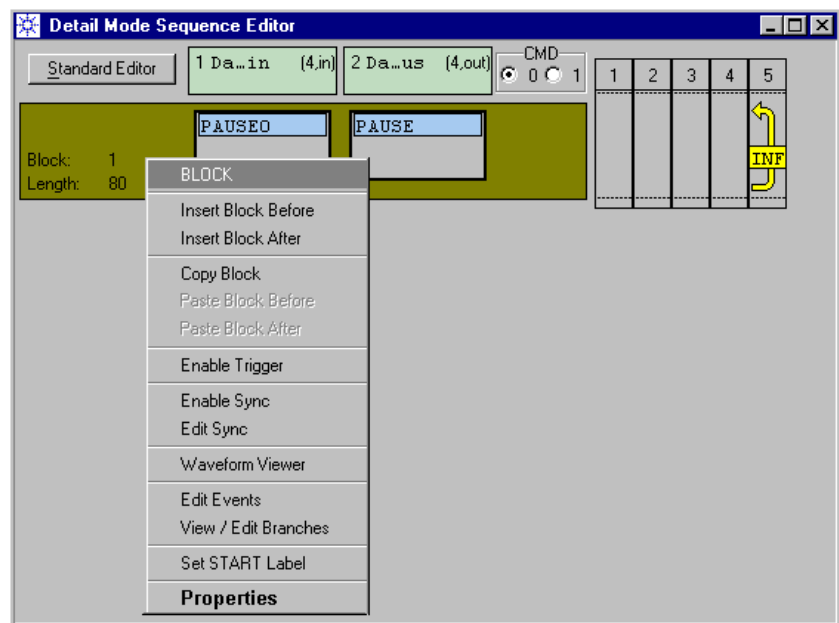 Detail Mode Sequence Editor
Standard Editor
1 Da…in (4,in)
2 Da…us (4,out)
CMD
0 1
1 2 3 4 5
PAUSE0
PAUSE
Block: 1
Length: 80
INF
BLOCK
Insert Block Before
Insert Block After
Copy Block
Paste Block Before
Paste Block After
Enable Trigger
Enable Sync
Edit Sync
Waveform Viewer
Edit Events
View / Edit Branches
Set START Label
Properties